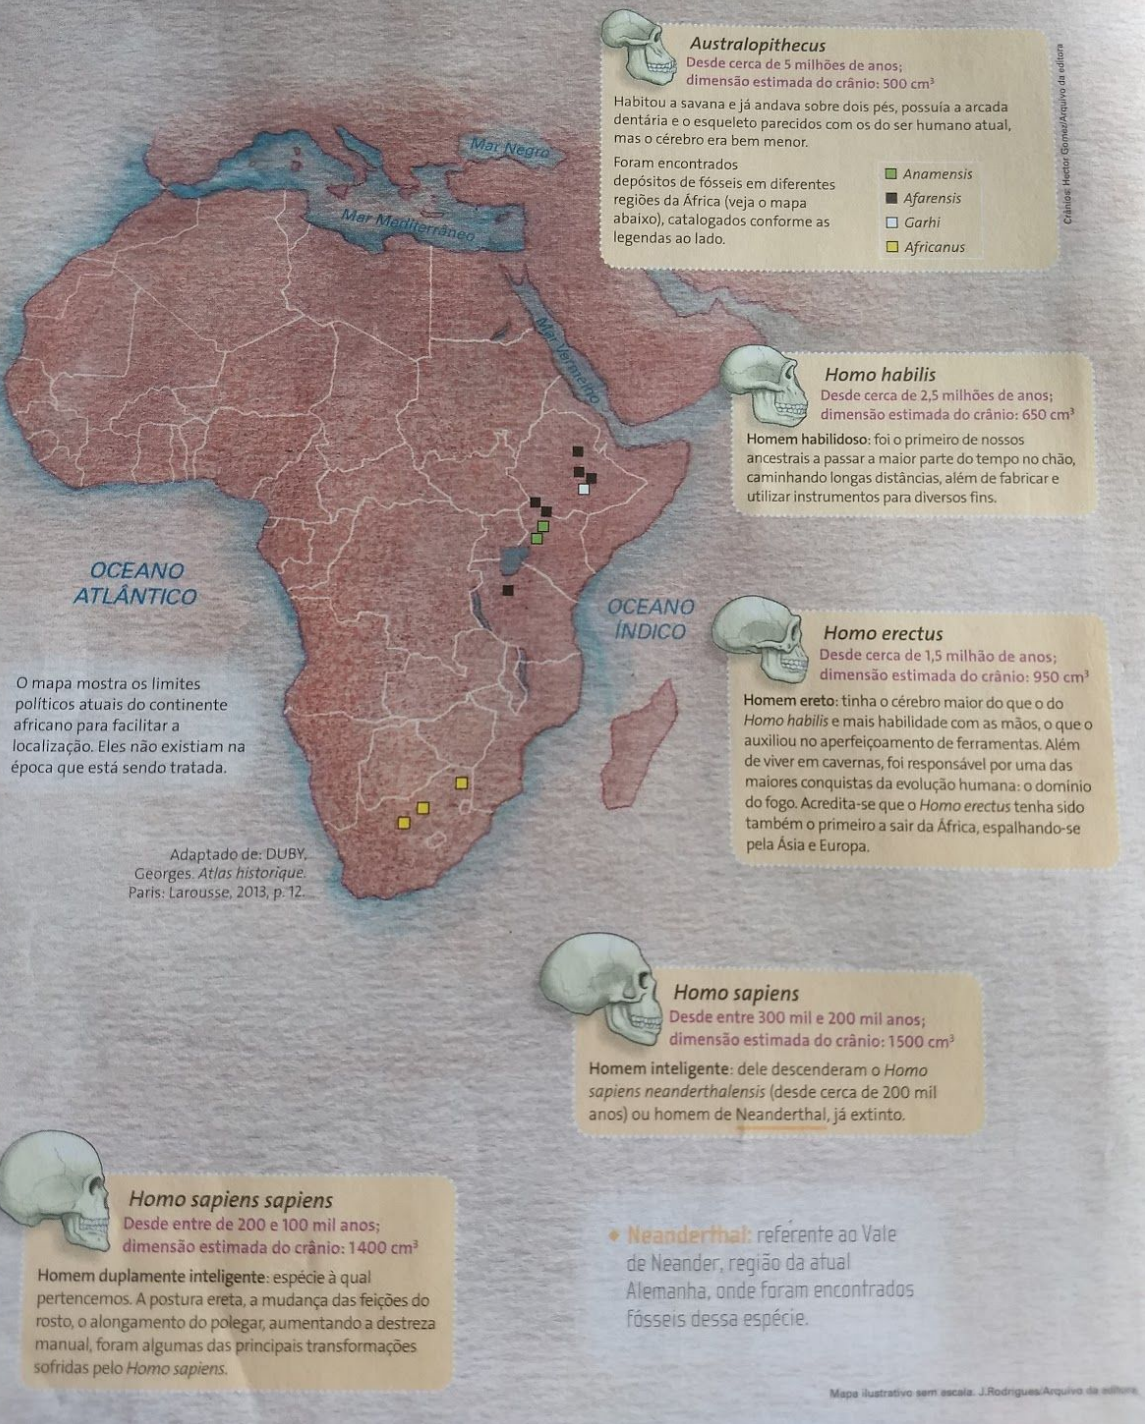 Australopithecus
Desde cerca de 5 milhões de anos;
dimensão estimada do crânio: 500 cm³
Habitou a savana e já andava sobre dois pés, possuía a arcada
dentária e o esqueleto parecidos com os do ser humano atual,
mas o cérebro era bem menor.
Foram encontrados
depósitos de fósseis em diferentes
regiões da África (veja o mapa
abaixo), catalogados conforme as
legendas ao lado.
Anamensis
Afarensis
Garhi
Africanus
Crânios: Hector Gomez/Arquivo da editora
Mar Negro
Mar Mediterrâneo
Mar Vermelho
Homo habilis
Desde cerca de 2,5 milhões de anos;
dimensão estimada do crânio: 650 cm³
Homem habilidoso: foi o primeiro de nossos
ancestrais a passar a maior parte do tempo no chão,
caminhando longas distâncias, além de fabricar e
utilizar instrumentos para diversos fins.
OCEANO
ATLÂNTICO
OCEANO
ÍNDICO
Homo erectus
Desde cerca de 1,5 milhão de anos;
dimensão estimada do crânio: 950 cm³
Homem ereto: tinha o cérebro maior do que o do
Homo habilis e mais habilidade com as mãos, o que o
auxiliou no aperfeiçoamento de ferramentas. Além
de viver em cavernas, foi responsável por uma das
maiores conquistas da evolução humana: o domínio
do fogo. Acredita-se que o Homo erectus tenha sido
também o primeiro a sair da África, espalhando-se
pela Ásia e Europa.
O mapa mostra os limites
políticos atuais do continente
africano para facilitar a
localização. Eles não existiam na
época que está sendo tratada.
Adaptado de: DUBY,
Georges. Atlas historique.
Paris: Larousse, 2013, p. 12.
Homo sapiens
Desde entre 300 mil e 200 mil anos;
dimensão estimada do crânio: 1500 cm³
Homem inteligente: dele descenderam o Homo
sapiens neanderthalensis (desde cerca de 200 mil
anos) ou homem de Neanderthal, já extinto.
Homo sapiens sapiens
Desde entre de 200 e 100 mil anos;
dimensão estimada do crânio: 1400 cm³
Homem duplamente inteligente: espécie à qual
pertencemos. A postura ereta, a mudança das feições do
rosto, o alongamento do polegar, aumentando a destreza
manual, foram algumas das principais transformações
sofridas pelo Homo sapiens.
Neanderthal: referente ao Vale
de Neander, região da atual
Alemanha, onde foram encontrados
fósseis dessa espécie.
Mapa ilustrativo sem escala. J.Rodrigues/Arquivo da editora